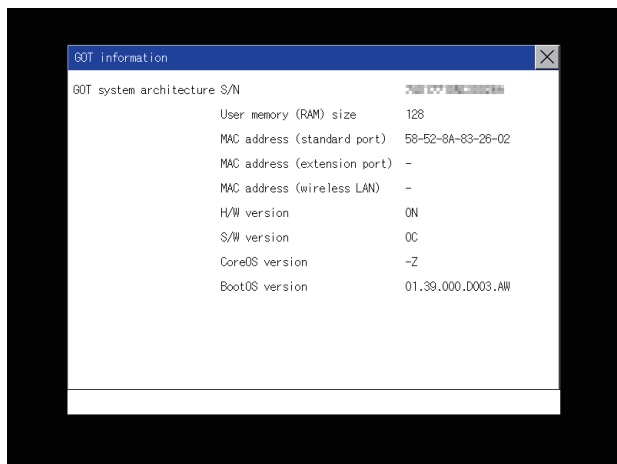 GOT information
GOT system architecture S/N
User memory (RAM) size 128
MAC address (standard port) 58-52-8A-83-26-02
MAC address (extension port) -
MAC address (wireless LAN) -
H/W version 0N
S/W version 0C
CoreOS version -Z
BootOS version 01.39.000.D003.AW